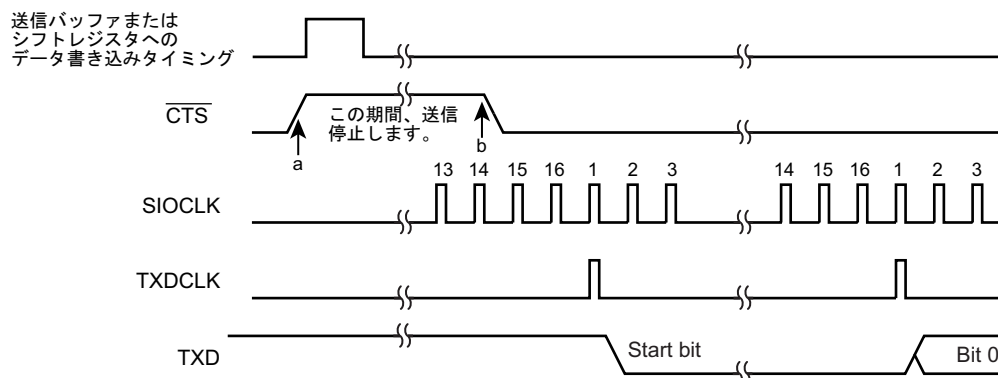 送信バッファまたは
シフトレジスタへの
データ書き込みタイミング
CTS
この期間、送信
停止します。
a
b
13 14 15 16 1 2 3 14 15 16 1 2 3
SIOCLK
TXDCLK
TXD
Start bit
Bit 0